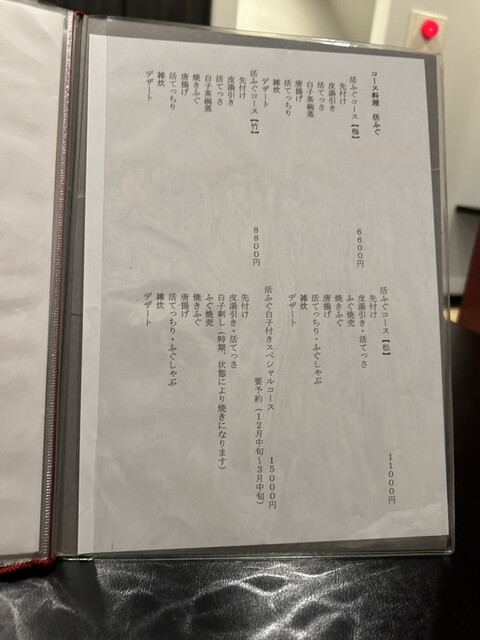 コース料理　活ふぐ
活ふぐコース【梅】
6600円
先付け
皮湯引き
活てっさ
白子茶碗蒸
唐揚げ
活てっちり
雑炊
デザート
活ふぐコース【竹】
8800円
先付け
皮湯引き
活てっさ
白子茶碗蒸
焼きふぐ
唐揚げ
活てっちり
雑炊
デザート
活ふぐコース【松】
11000円
先付け
皮湯引き・活てっさ
ふぐ焼売
焼きふぐ
唐揚げ
活てっちり・ふぐしゃぶ
雑炊
デザート
活ふぐ白子付きスペシャルコース
15000円
要予約（12月中旬～3月中旬）
先付け
皮湯引き・活てっさ
白子刺し（時期、状態により焼きになります）
ふぐ焼売
焼きふぐ
唐揚げ
活てっちり・ふぐしゃぶ
雑炊
デザート